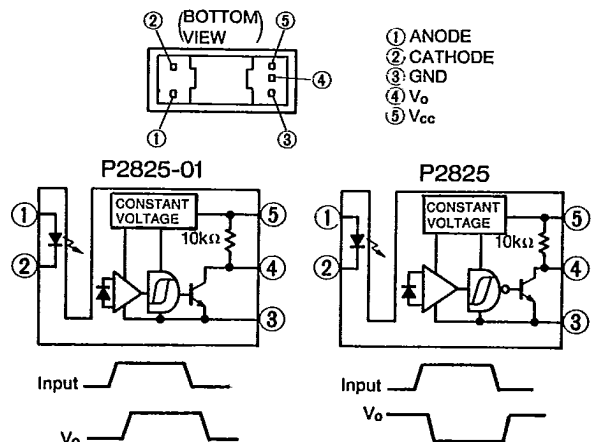 (BOTTOM VIEW)
② ⑤
④
① ③
① ANODE
② CATHODE
③ GND
④ Vo
⑤ Vcc
P2825-01
CONSTANT VOLTAGE
10kΩ
①
②
⑤
④
③
Input
Vo
P2825
CONSTANT VOLTAGE
10kΩ
①
②
⑤
④
③
Input
Vo